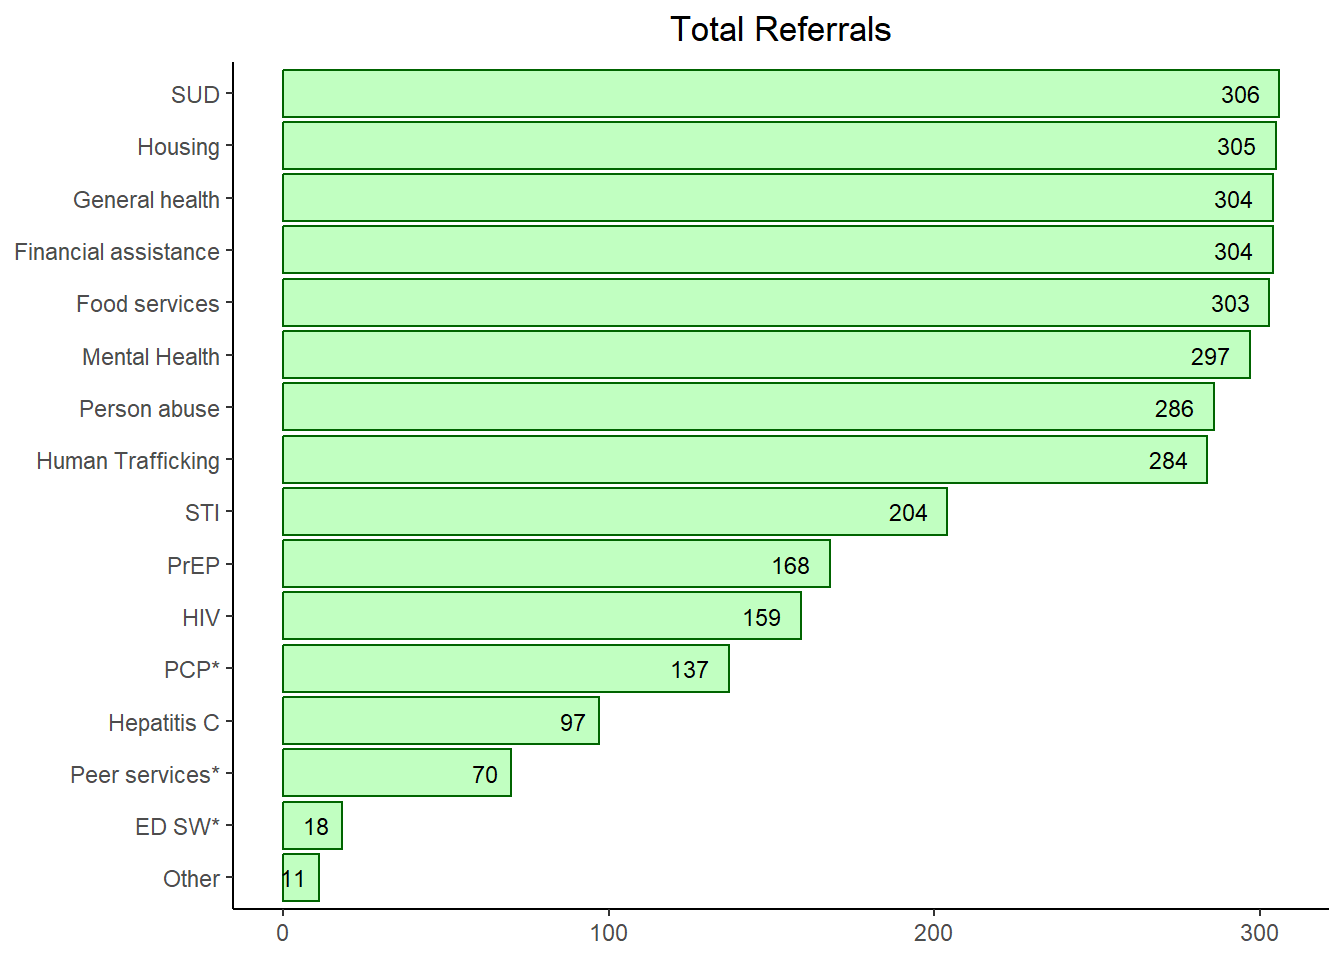 Total Referrals
SUD 306
Housing 305
General health 304
Financial assistance 304
Food services 303
Mental Health 297
Person abuse 286
Human Trafficking 284
STI 204
PrEP 168
HIV 159
PCP* 137
Hepatitis C 97
Peer services* 70
ED SW* 18
Other 11
0 100 200 300